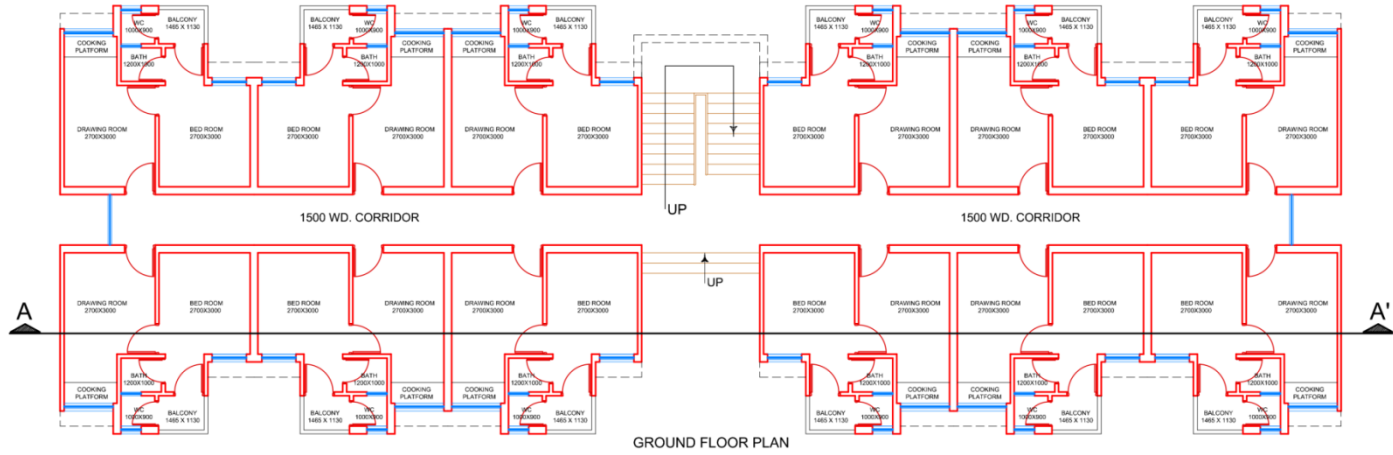 WC
1000X900
BALCONY
1465 X 1130
BALCONY
1465 X 1130
WC
1000X900
WC
1000X900
BALCONY
1465 X 1130
BALCONY
1465 X 1130
WC
1000X900
WC
1000X900
BALCONY
1465 X 1130
BALCONY
1465 X 1130
WC
1000X900
COOKING
PLATFORM
BATH
1200X1000
BATH
1200X1000
COOKING
PLATFORM
COOKING
PLATFORM
BATH
1200X1000
BATH
1200X1000
COOKING
PLATFORM
COOKING
PLATFORM
BATH
1200X1000
BATH
1200X1000
COOKING
PLATFORM
DRAWING ROOM
2700X3000
BED ROOM
2700X3000
BED ROOM
2700X3000
DRAWING ROOM
2700X3000
DRAWING ROOM
2700X3000
BED ROOM
2700X3000
BED ROOM
2700X3000
DRAWING ROOM
2700X3000
DRAWING ROOM
2700X3000
BED ROOM
2700X3000
BED ROOM
2700X3000
DRAWING ROOM
2700X3000
UP
1500 WD. CORRIDOR
1500 WD. CORRIDOR
UP
DRAWING ROOM
2700X3000
BED ROOM
2700X3000
BED ROOM
2700X3000
DRAWING ROOM
2700X3000
DRAWING ROOM
2700X3000
BED ROOM
2700X3000
BED ROOM
2700X3000
DRAWING ROOM
2700X3000
DRAWING ROOM
2700X3000
BED ROOM
2700X3000
BED ROOM
2700X3000
DRAWING ROOM
2700X3000
A
A'
BATH
1200X1000
BATH
1200X1000
BATH
1200X1000
BATH
1200X1000
BATH
1200X1000
BATH
1200X1000
COOKING
PLATFORM
COOKING
PLATFORM
COOKING
PLATFORM
COOKING
PLATFORM
COOKING
PLATFORM
COOKING
PLATFORM
WC
1000X900
BALCONY
1465 X 1130
BALCONY
1465 X 1130
WC
1000X900
WC
1000X900
BALCONY
1465 X 1130
BALCONY
1465 X 1130
WC
1000X900
WC
1000X900
BALCONY
1465 X 1130
BALCONY
1465 X 1130
WC
1000X900
GROUND FLOOR PLAN